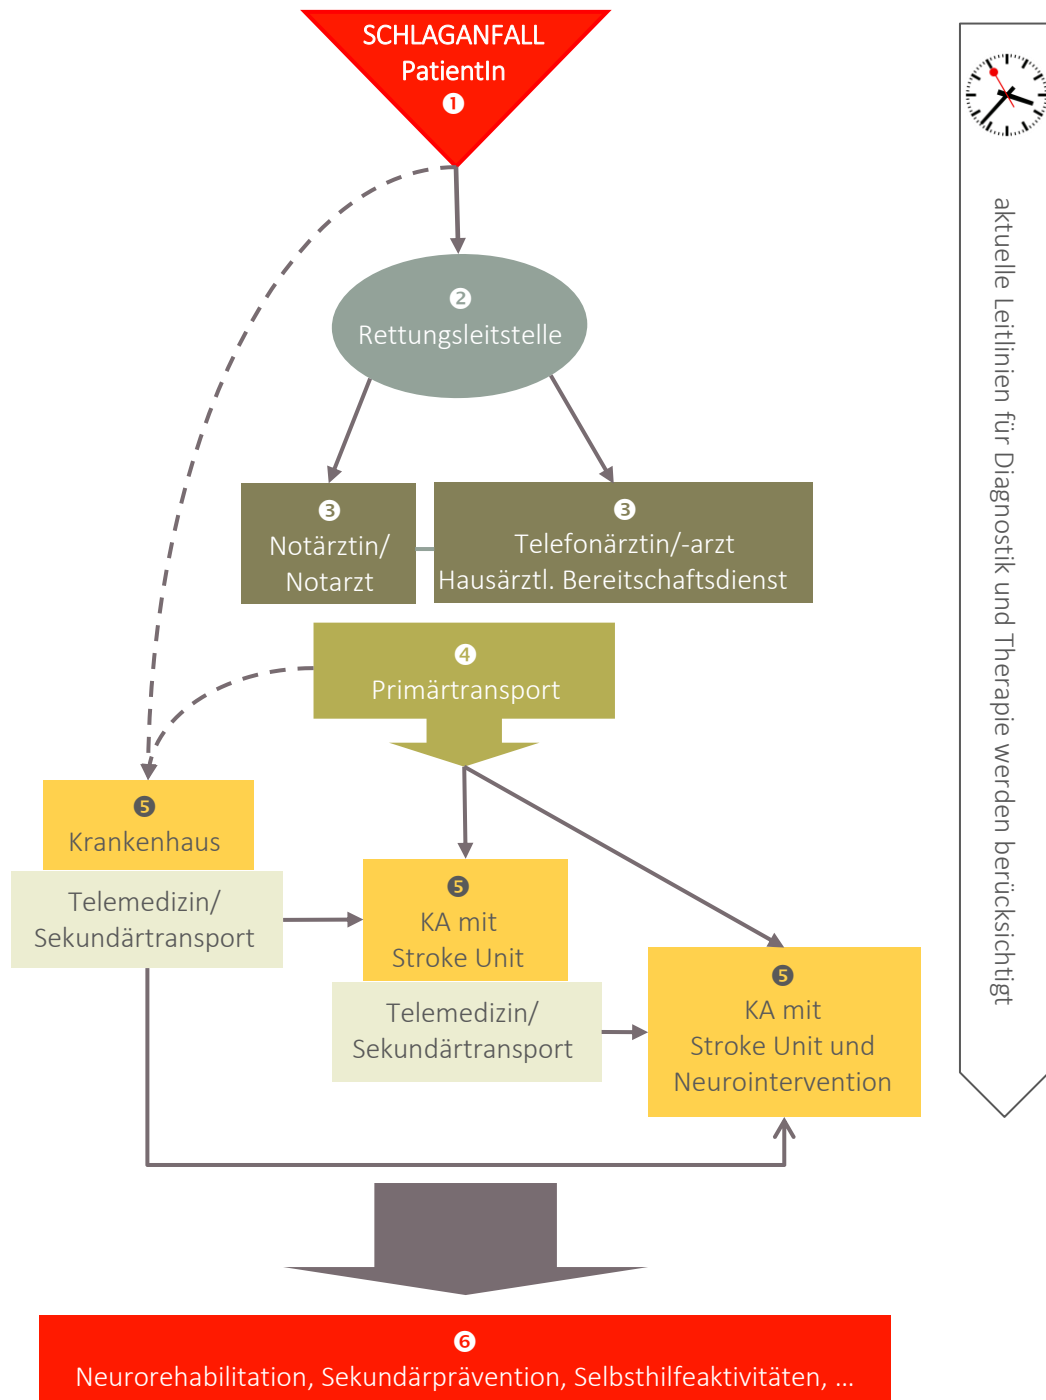 SCHLAGANFALL
PatientIn
❶
❷
Rettungsleitstelle
❸
Notärztin/
Notarzt
❸
Telefonärztin/-arzt
Hausärztl. Bereitschaftsdienst
❹
Primärtransport
❺
Krankenhaus
Telemedizin/
Sekundärtransport
❺
KA mit
Stroke Unit
Telemedizin/
Sekundärtransport
❺
KA mit
Stroke Unit und
Neurointervention
❻
Neurorehabilitation, Sekundärprävention, Selbsthilfeaktivitäten, ...
aktuelle Leitlinien für Diagnostik und Therapie werden berücksichtigt